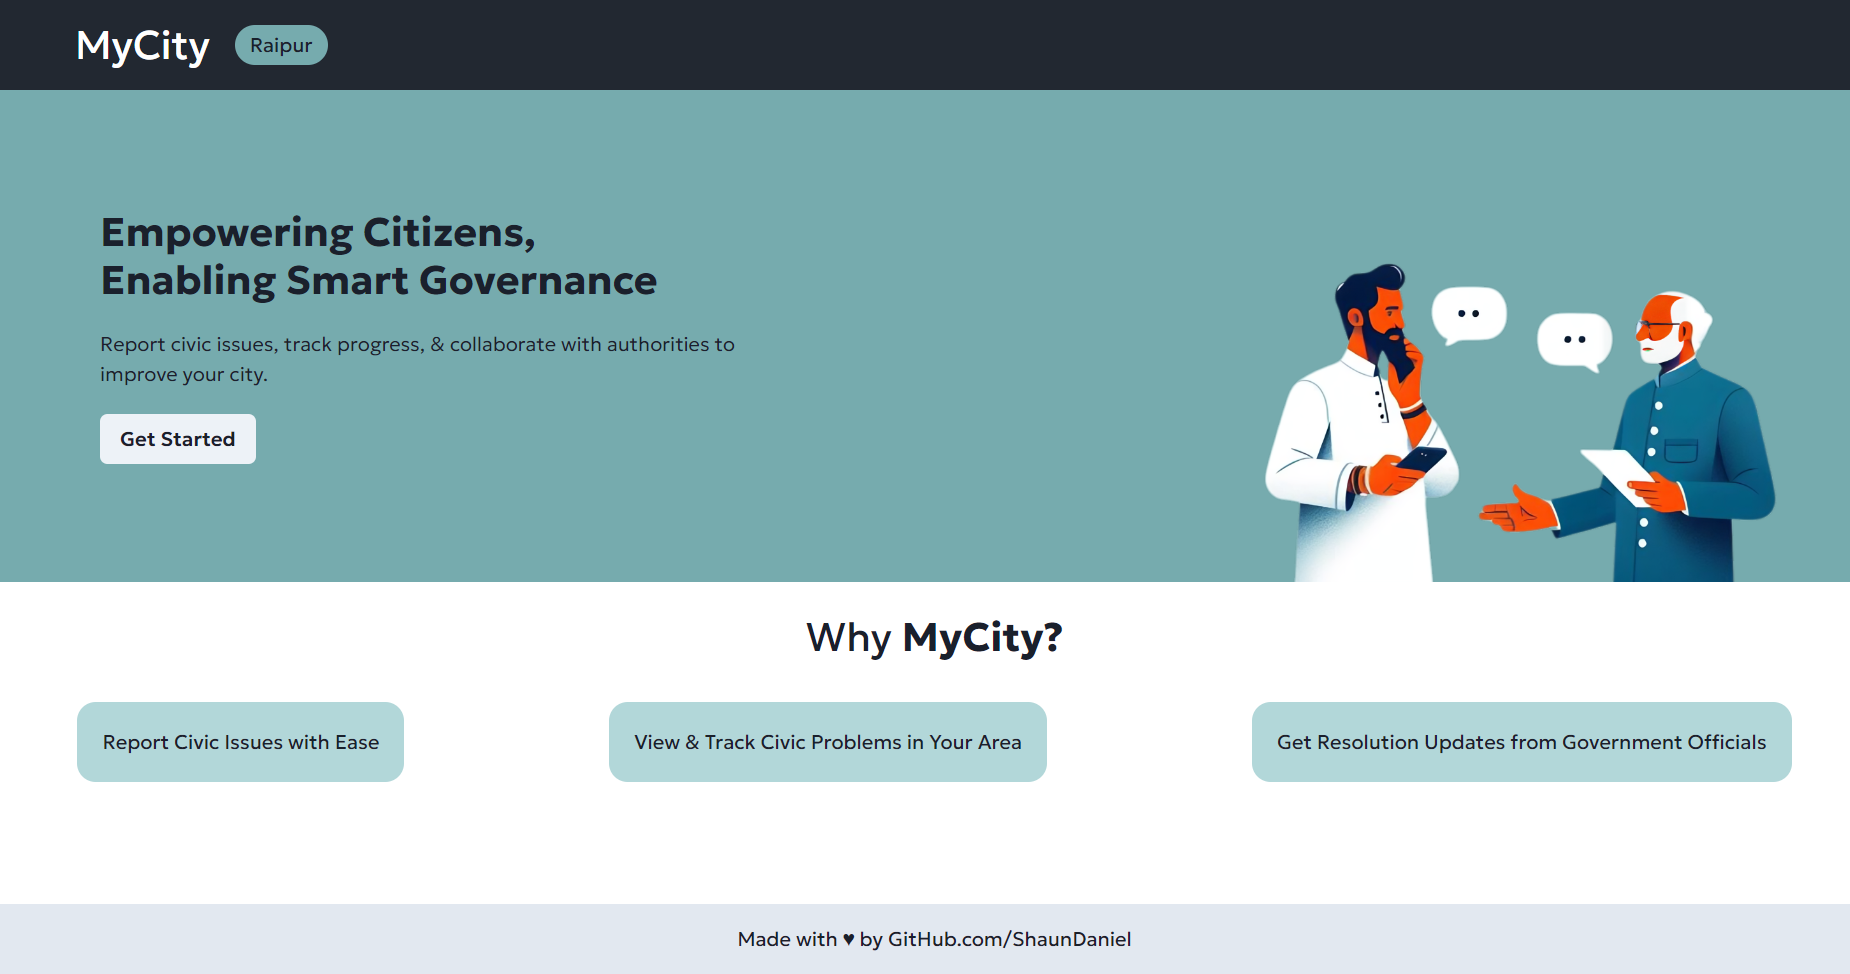 MyCity
Raipur
Empowering Citizens,
Enabling Smart Governance
Report civic issues, track progress, & collaborate with authorities to
improve your city.
Get Started
Why MyCity?
Report Civic Issues with Ease
View & Track Civic Problems in Your Area
Get Resolution Updates from Government Officials
Made with ♥ by GitHub.com/ShaunDaniel